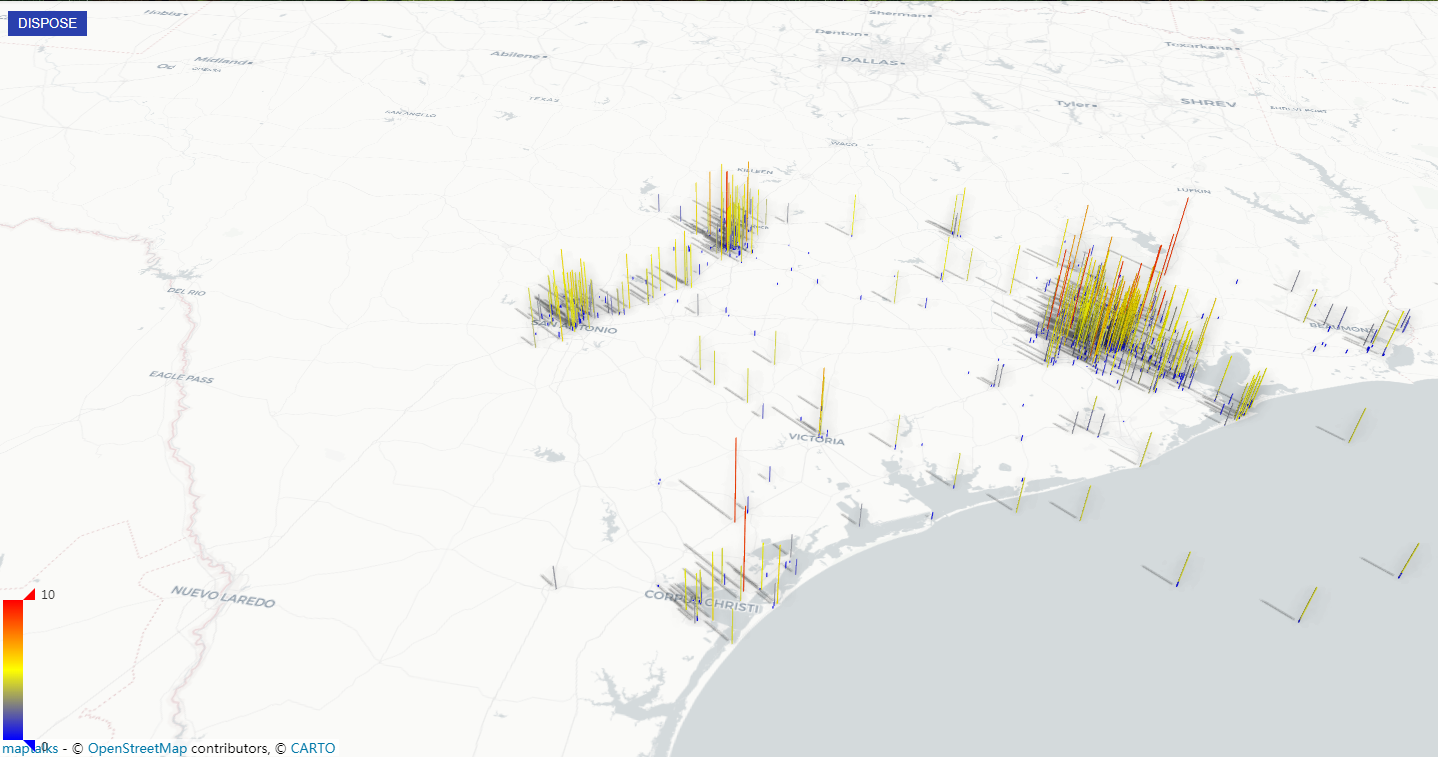 DISPOSE
Hobbs
Sherman
Denton
Texarkana
Midland
Od
Abilene
DALLAS
TEXAS
Tyler
SHREV
SAN ANGELO
WACO
KILLEEN
LUFKIN
DEL RIO
SAN ANTONIO
BEAUMONT
EAGLE PASS
VICTORIA
NUEVO LAREDO
CORPUS CHRISTI
10
0
maptalks - © OpenStreetMap contributors, © CARTO